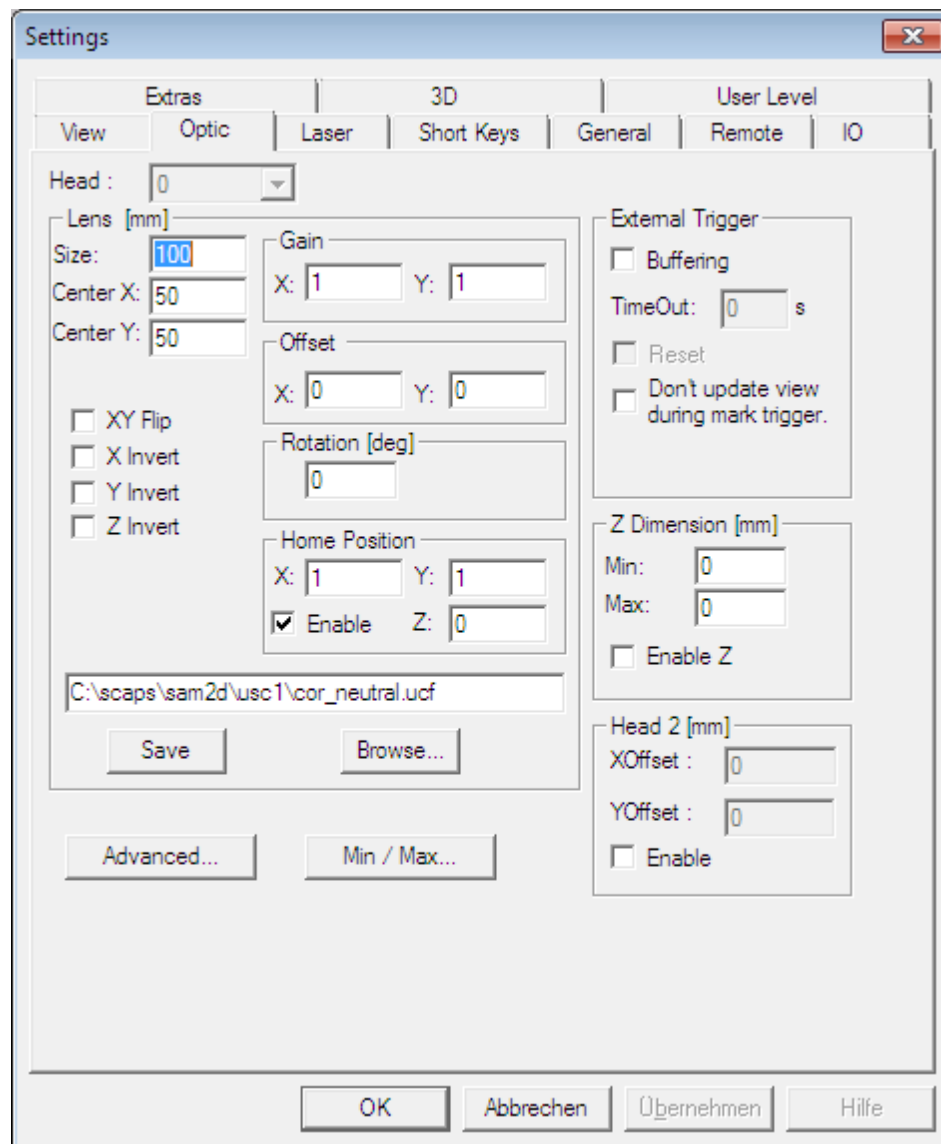 Settings
Extras 3D User Level
View Optic Laser Short Keys General Remote IO
Head : 0
Lens [mm]
Size: 100
Center X: 50
Center Y: 50
XY Flip
X Invert
Y Invert
Z Invert
Gain
X: 1 Y: 1
Offset
X: 0 Y: 0
Rotation [deg]
0
Home Position
X: 1 Y: 1
Enable Z: 0
C:\scaps\sam2d\usc1\cor_neutral.ucf
Save Browse...
Advanced... Min / Max...
External Trigger
Buffering
TimeOut: 0 s
Reset
Don't update view
during mark trigger.
Z Dimension [mm]
Min: 0
Max: 0
Enable Z
Head 2 [mm]
XOffset : 0
YOffset : 0
Enable
OK Abbrechen Übernehmen Hilfe